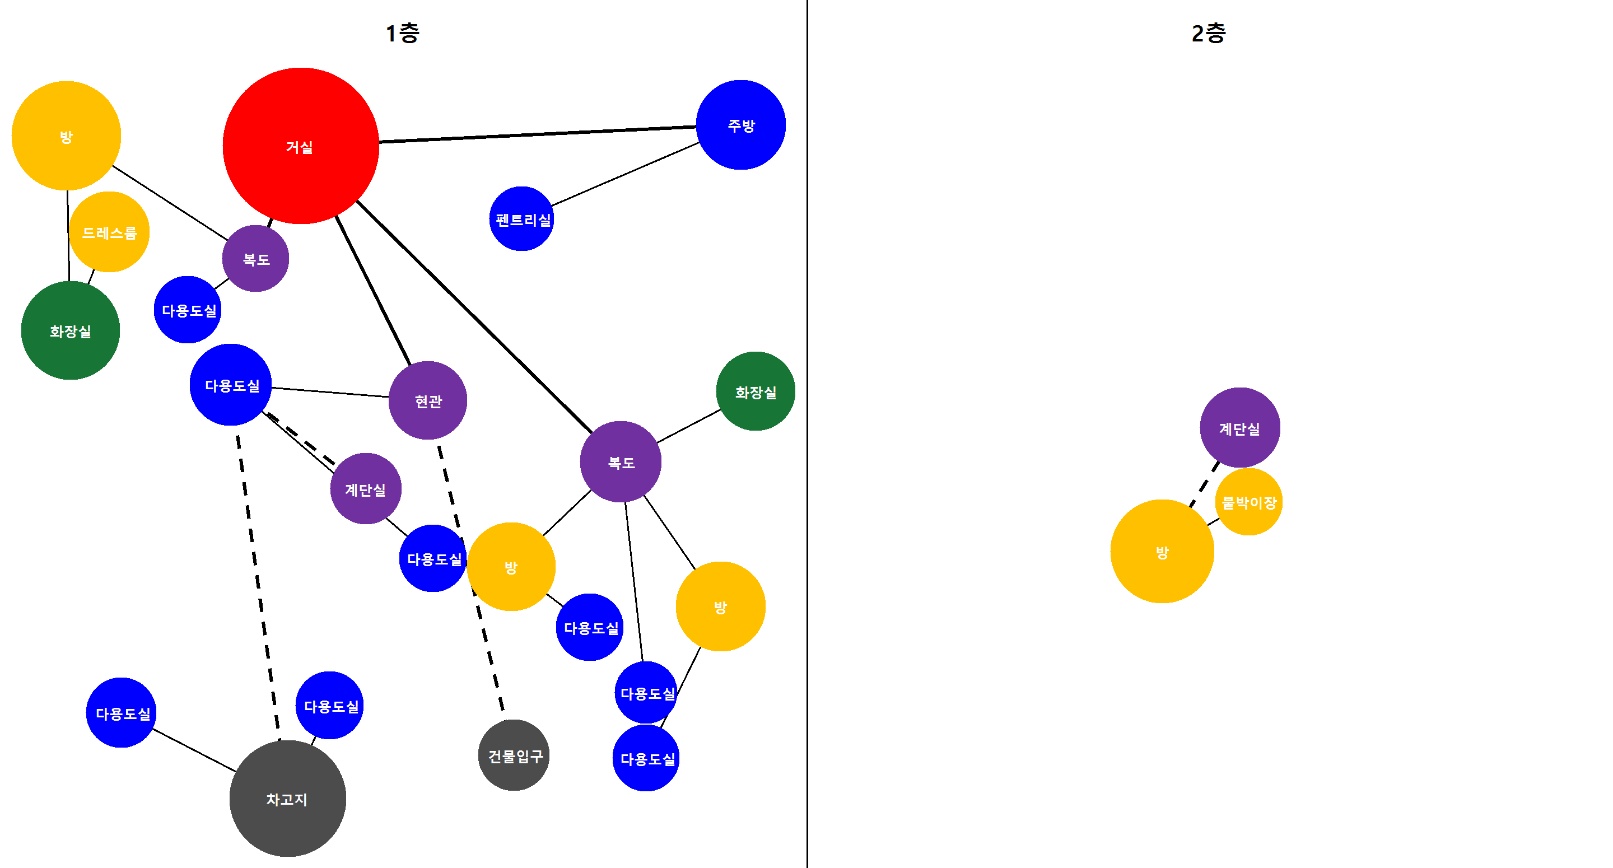 1층
방
거실
주방
펜트리실
드레스룸
복도
다용도실
화장실
다용도실
현관
화장실
복도
계단실
다용도실
방
방
다용도실
다용도실
다용도실
다용도실
건물입구
다용도실
차고지
2층
계단실
붙박이장
방